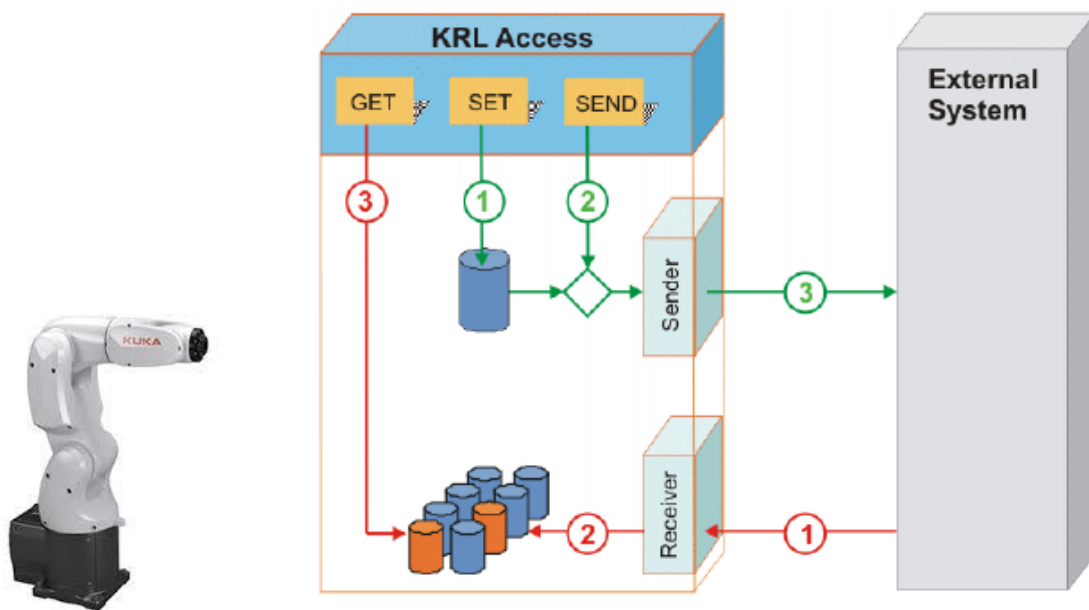 KRL Access
GET
SET
SEND
External
System
3
1
2
Sender
3
KUKA
Receiver
2
1